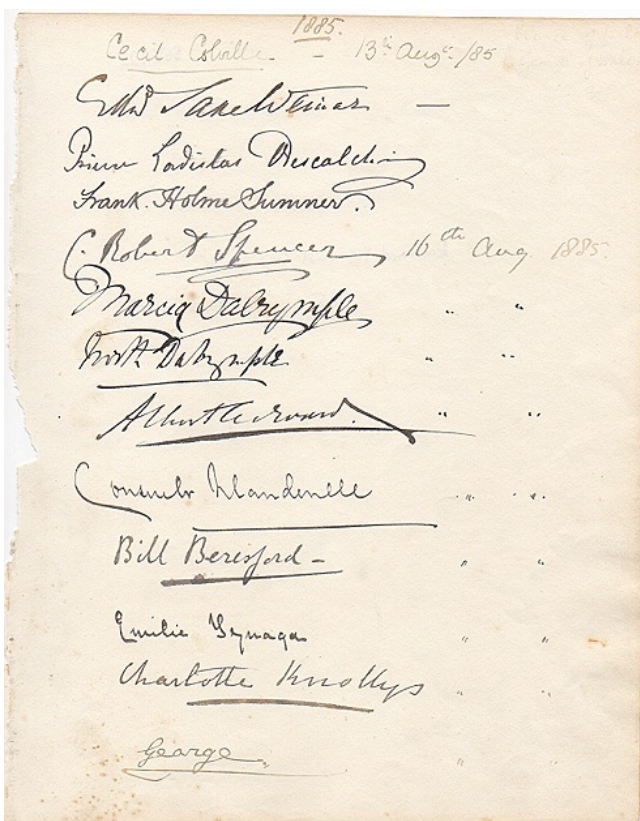 1885.
Cecil Colville - 13th Augst /85
Edwd Saxe Weimar —
Prince Ladislas Odescalchi
Frank. Holme Sumner.
C. Robert Spencer 16th Aug 1885.
Marcia Dalrymple " "
North Dalrymple " "
Albert Edward. " "
Consuelo Mandeville " "
Bill Beresford - " "
Emilie Yznaga " "
Charlotte Knollys " "
George. " "